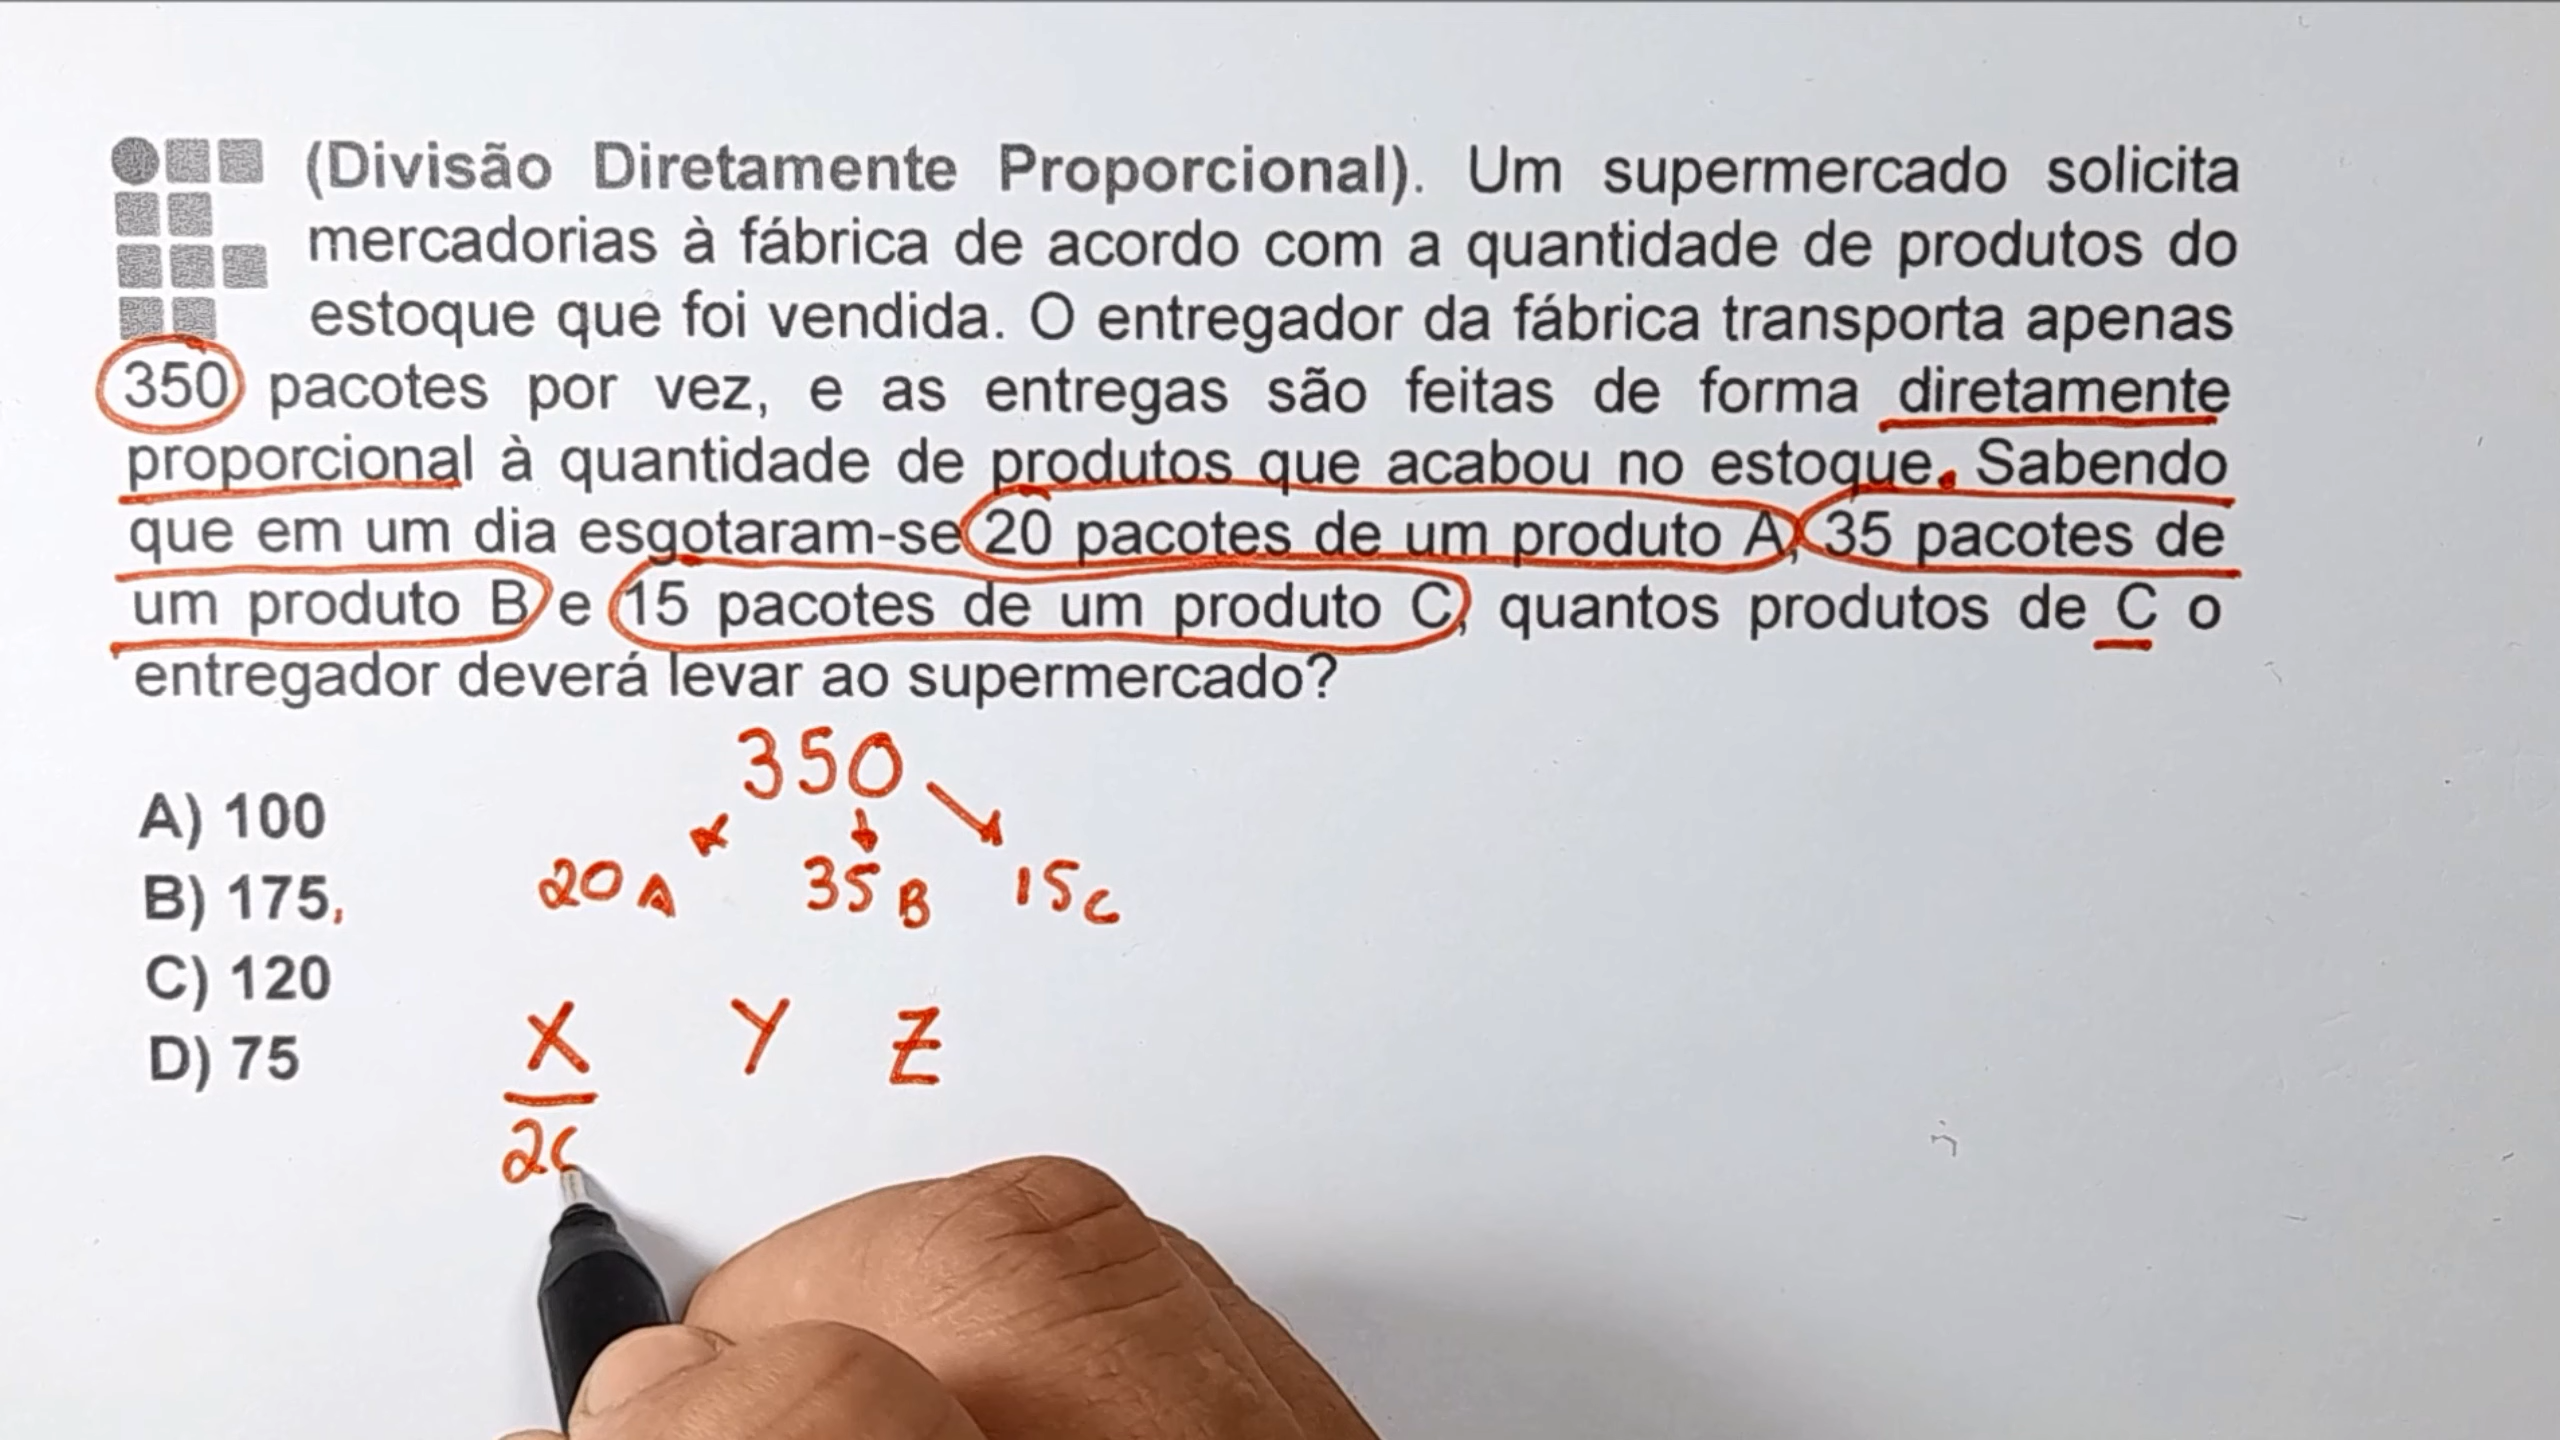 (Divisão Diretamente Proporcional). Um supermercado solicita
mercadorias à fábrica de acordo com a quantidade de produtos do
estoque que foi vendida. O entregador da fábrica transporta apenas
350 pacotes por vez, e as entregas são feitas de forma diretamente
proporcional à quantidade de produtos que acabou no estoque. Sabendo
que em um dia esgotaram-se 20 pacotes de um produto A, 35 pacotes de
um produto B e 15 pacotes de um produto C, quantos produtos de C o
entregador deverá levar ao supermercado?
350
20 A 35 B 15 C
A) 100
B) 175,
C) 120
D) 75
X Y Z
20